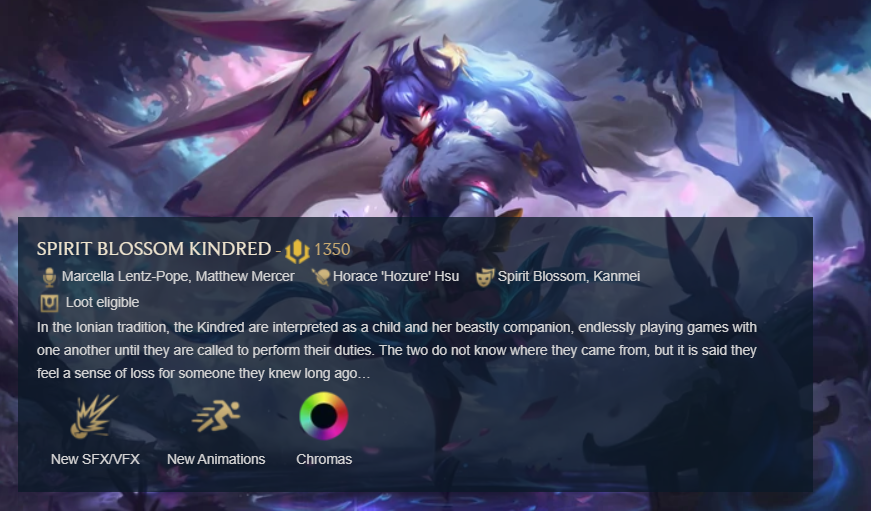 SPIRIT BLOSSOM KINDRED - 1350
Marcella Lentz-Pope, Matthew Mercer Horace 'Hozure' Hsu Spirit Blossom, Kanmei
Loot eligible
In the Ionian tradition, the Kindred are interpreted as a child and her beastly companion, endlessly playing games with
one another until they are called to perform their duties. The two do not know where they came from, but it is said they
feel a sense of loss for someone they knew long ago…
New SFX/VFX New Animations Chromas